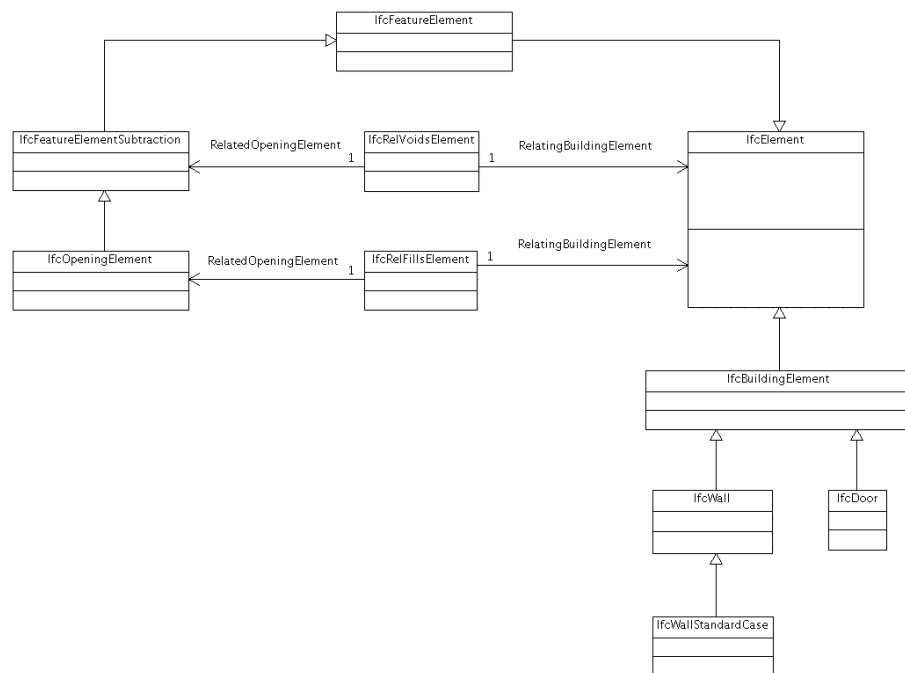 IfcFeatureElement
IfcFeatureElementSubtraction
IfcRelVoidsElement
IfcElement
RelatedOpeningElement
1
1
RelatingBuildingElement
IfcOpeningElement
RelatedOpeningElement
1
IfcRelFillsElement
1
RelatingBuildingElement
IfcBuildingElement
IfcWall
IfcDoor
IfcWallStandardCase